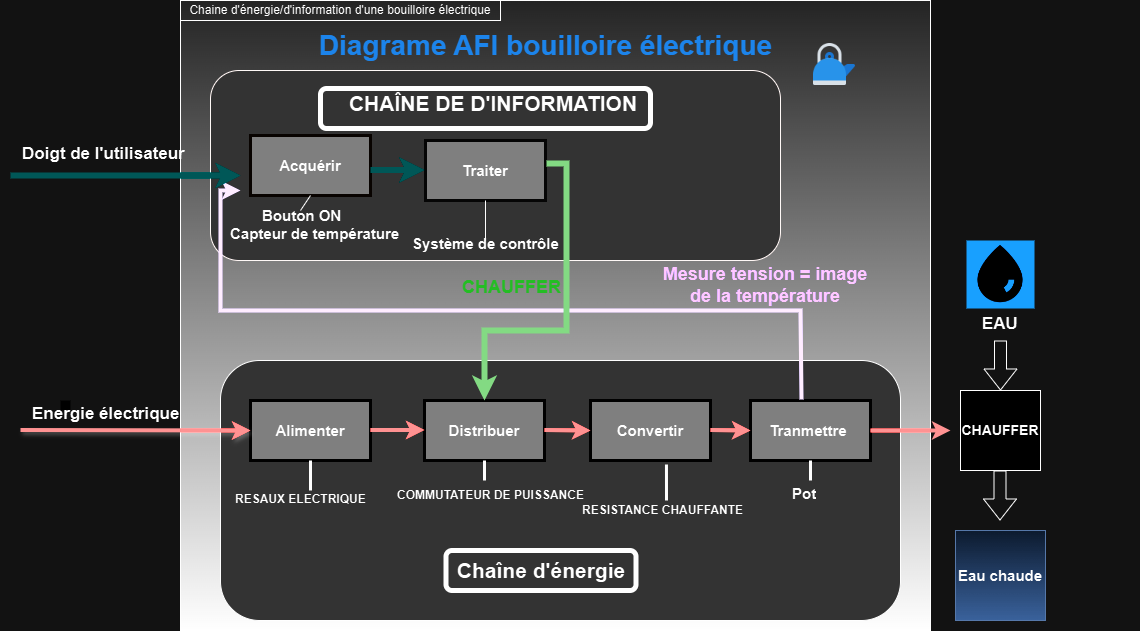 Chaine d'énergie/d'information d'une bouilloire électrique
Diagrame AFI bouilloire électrique
CHAÎNE DE D'INFORMATION
Doigt de l'utilisateur
Acquérir
Traiter
Bouton ON
Capteur de température
Système de contrôle
CHAUFFER
Mesure tension = image
de la température
EAU
Energie électrique
Alimenter
Distribuer
Convertir
Tranmettre
CHAUFFER
RESAUX ELECTRIQUE
COMMUTATEUR DE PUISSANCE
RESISTANCE CHAUFFANTE
Pot
Chaîne d'énergie
Eau chaude